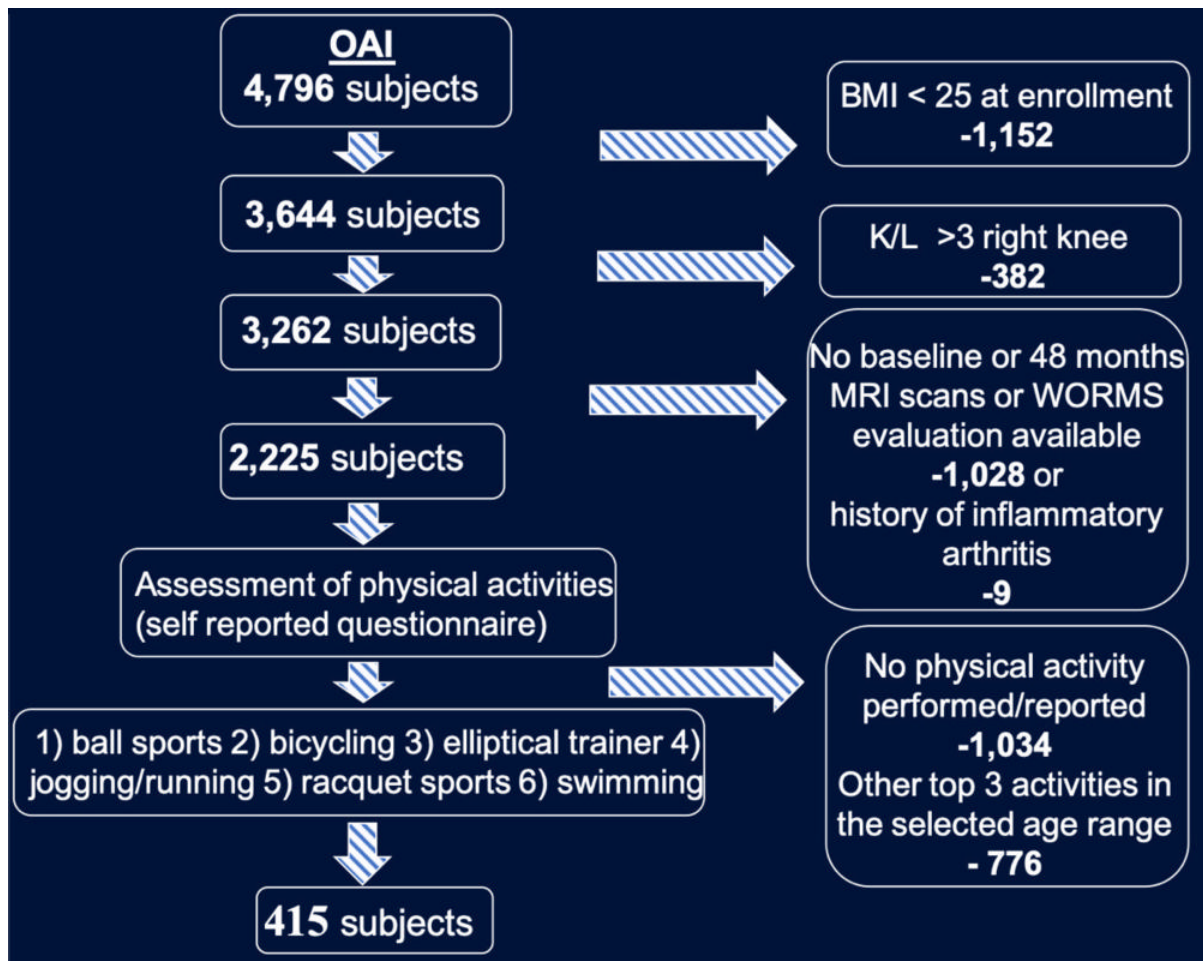 OAI
4,796 subjects
BMI < 25 at enrollment
-1,152
3,644 subjects
K/L >3 right knee
-382
3,262 subjects
No baseline or 48 months
MRI scans or WORMS
evaluation available
-1,028 or
history of inflammatory
arthritis
-9
2,225 subjects
Assessment of physical activities
(self reported questionnaire)
No physical activity
performed/reported
-1,034
Other top 3 activities in
the selected age range
- 776
1) ball sports 2) bicycling 3) elliptical trainer 4)
jogging/running 5) racquet sports 6) swimming
415 subjects